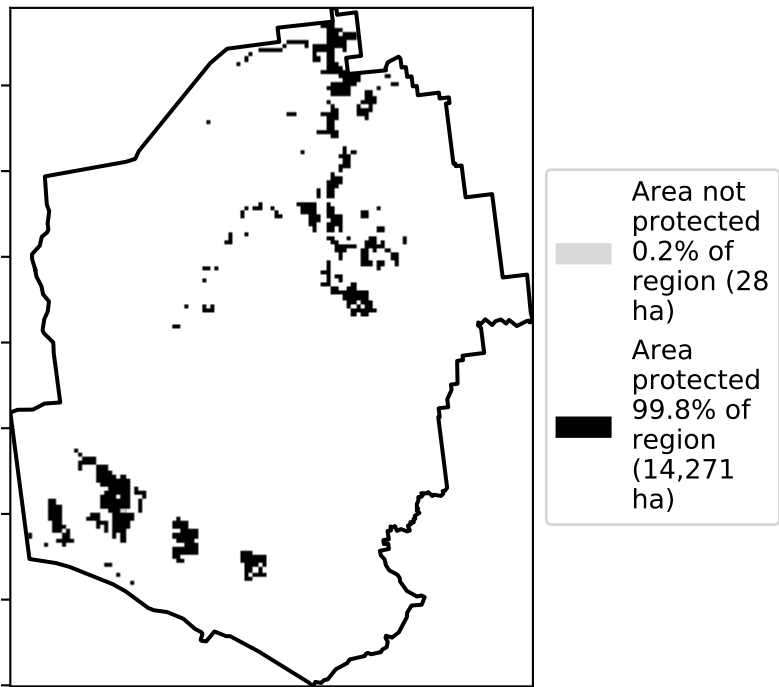 Area not
protected
0.2% of
region (28
ha)
Area
protected
99.8% of
region
(14,271
ha)